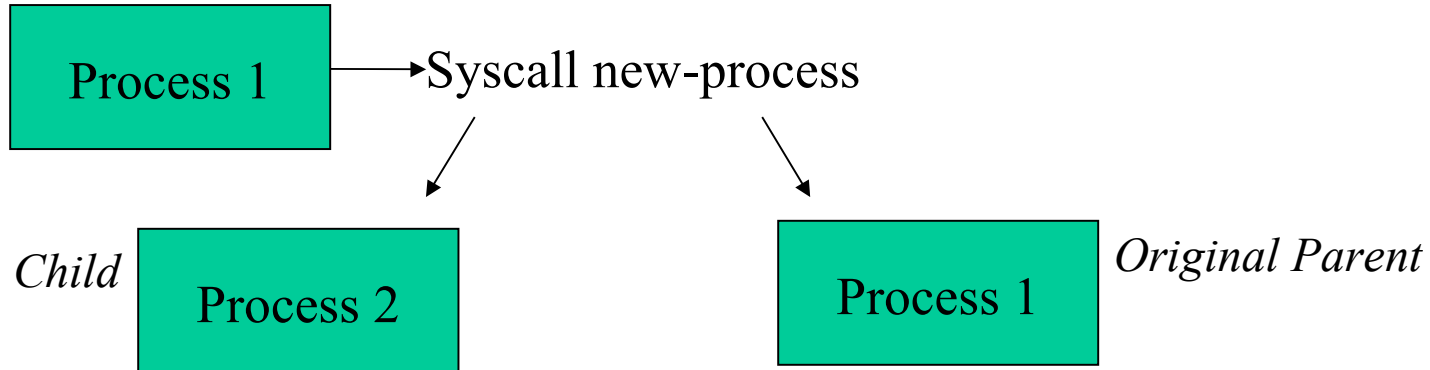 Process 1
Syscall new-process
Child
Process 2
Process 1
Original Parent